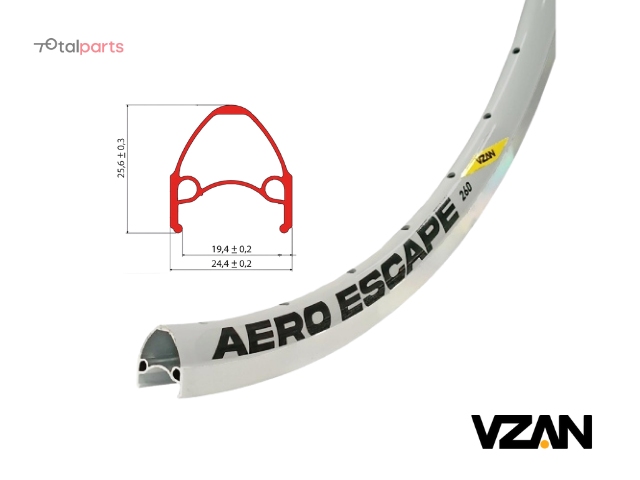 TOtalparts
25,6 ± 0,3
19,4 ± 0,2
24,4 ± 0,2
AERO ESCAPE 260
VZAN
VZAN